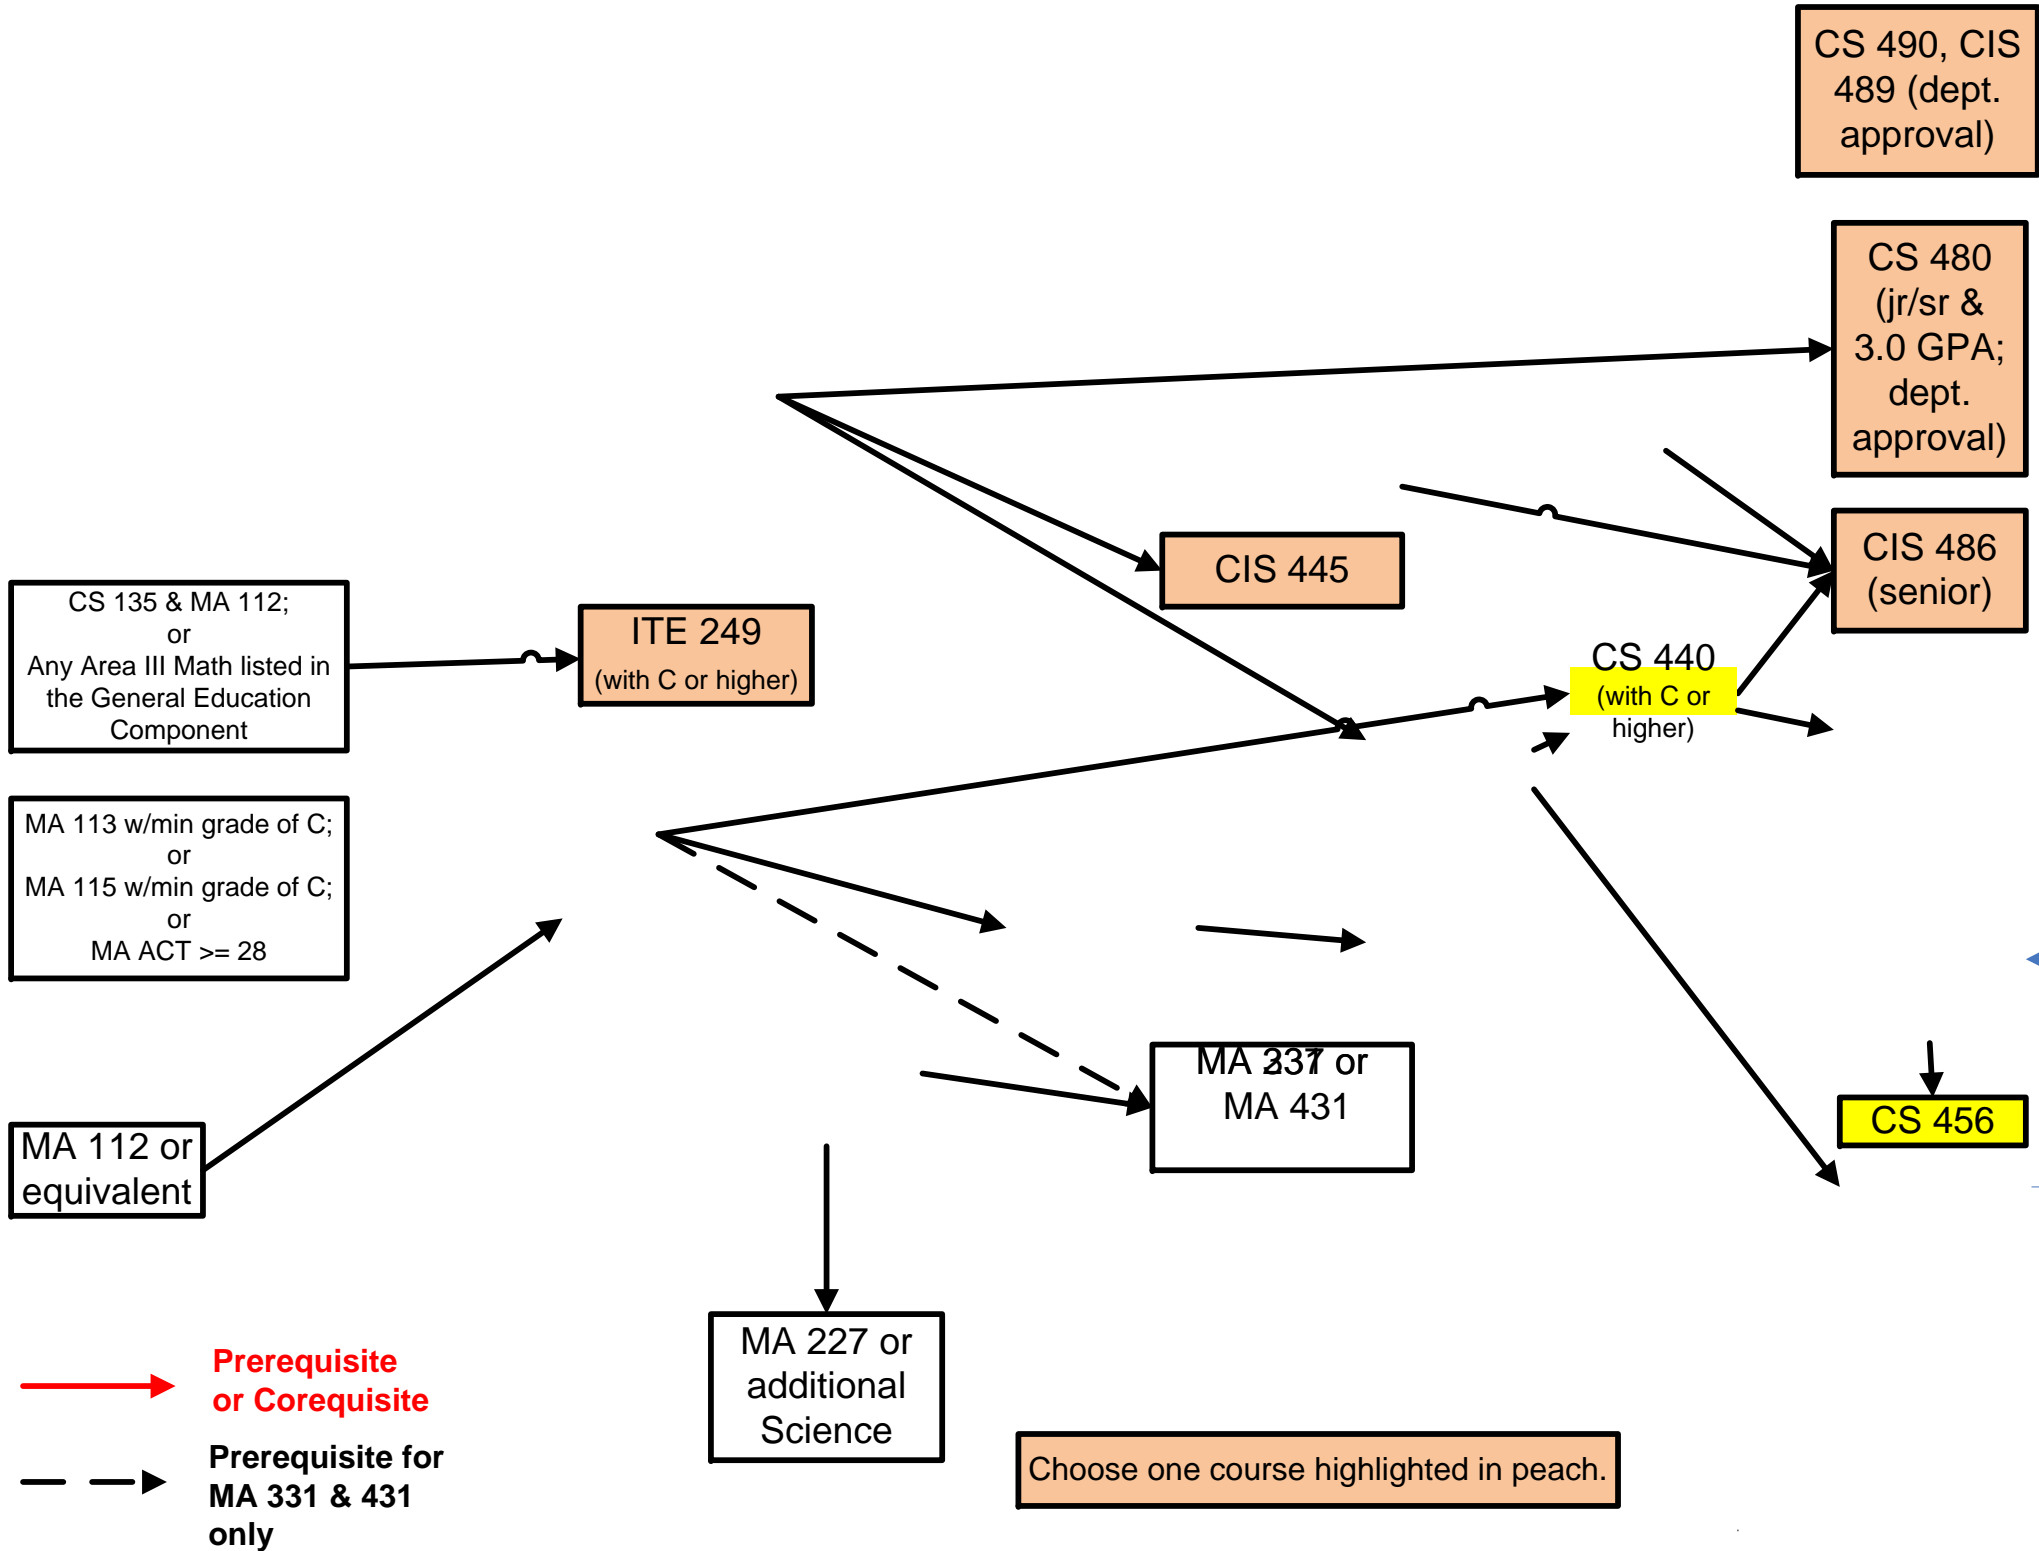 CS 490, CIS
489 (dept.
approval)
CS 480
(jr/sr &
3.0 GPA;
dept.
approval)
CIS 486
(senior)
CIS 445
CS 135 & MA 112;
or
Any Area III Math listed in
the General Education
Component
ITE 249
(with C or higher)
CS 440
(with C or
higher)
MA 113 w/min grade of C;
or
MA 115 w/min grade of C;
or
MA ACT >= 28
MA or
MA 431
CS 456
MA 112 or
equivalent
MA 227 or
additional
Science
Prerequisite
or Corequisite
Prerequisite for
MA 331 & 431
only
Choose one course highlighted in peach.